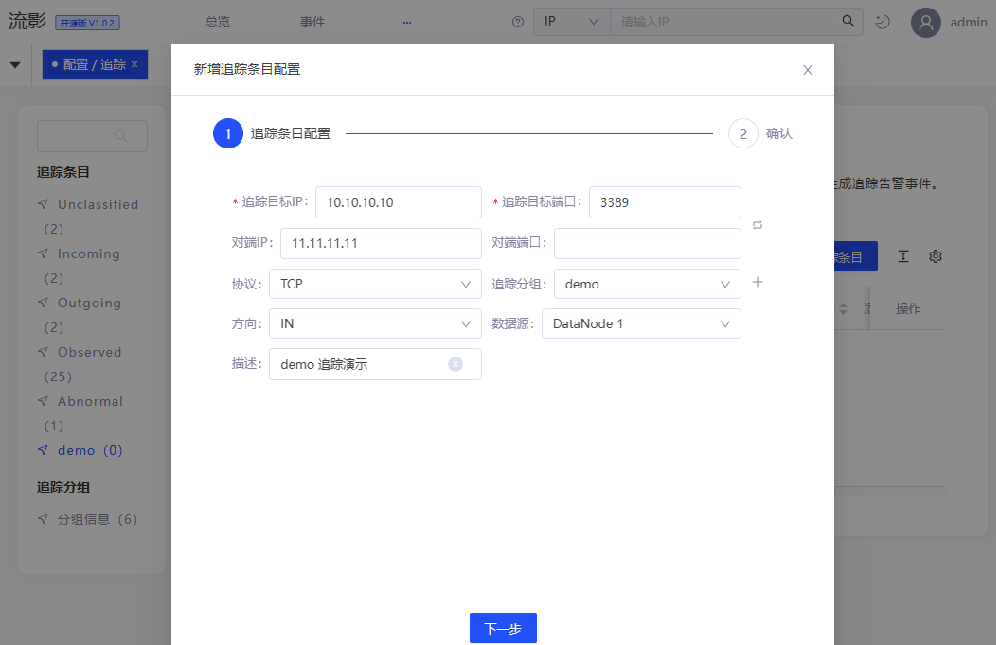 流影 开源版 V1.0.2 总览 事件 ... IP 请输入IP admin
配置 / 追踪 x
新增追踪条目配置
1 追踪条目配置 2 确认
* 追踪目标IP: 10.10.10.10 * 追踪目标端口: 3389
对端IP: 11.11.11.11 对端端口:
协议: TCP 追踪分组: demo
方向: IN 数据源: DataNode 1
描述: demo 追踪演示
下一步
追踪条目
Unclassified
(2)
Incoming
(2)
Outgoing
(2)
Observed
(25)
Abnormal
(1)
demo (0)
追踪分组
分组信息 (6)
生成追踪告警事件。
条目
操作